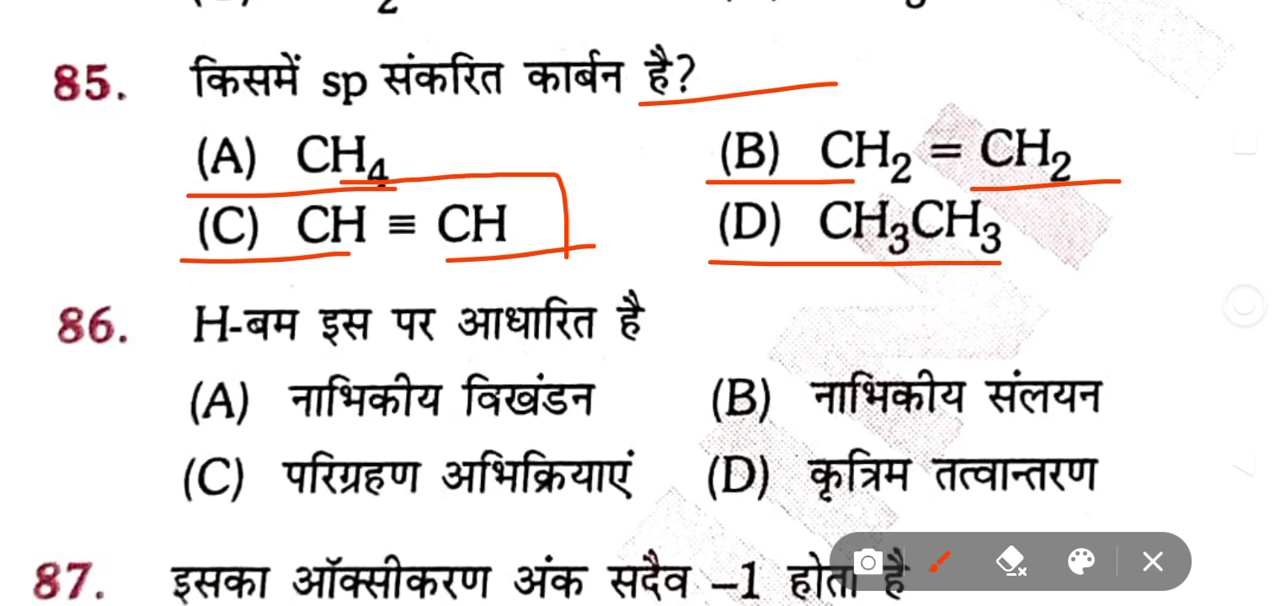 85. किसमें sp संकरित कार्बन है?
(A) CH₄ (B) CH₂ = CH₂
(C) CH ≡ CH (D) CH₃CH₃
86. H-बम इस पर आधारित है
(A) नाभिकीय विखंडन (B) नाभिकीय संलयन
(C) परिग्रहण अभिक्रियाएं (D) कृत्रिम तत्वान्तरण
87. इसका ऑक्सीकरण अंक सदैव –1 होता है